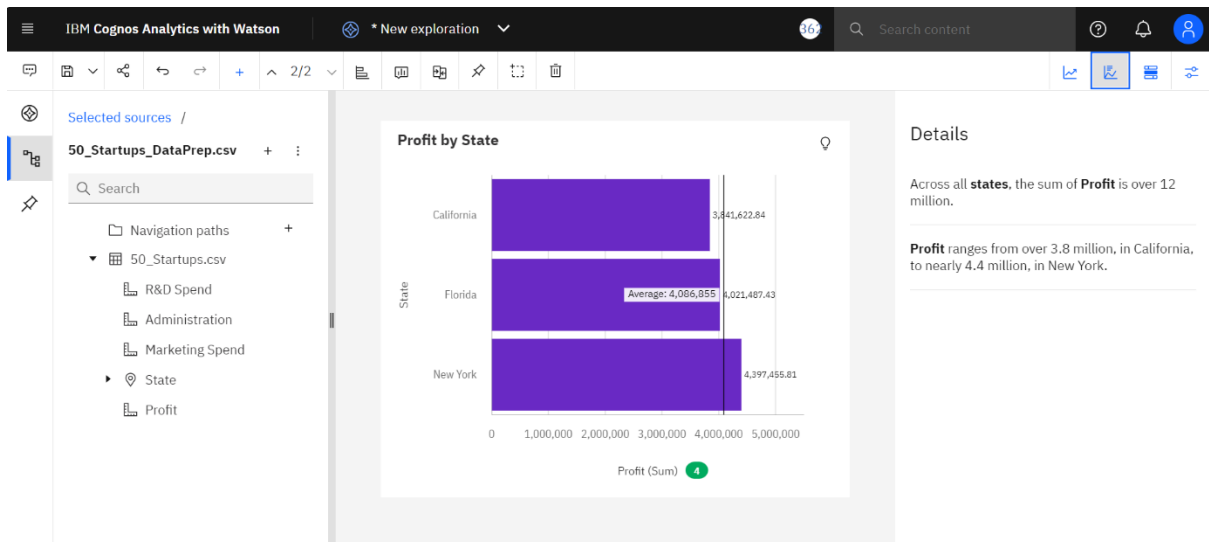 IBM Cognos Analytics with Watson
* New exploration
362
Search content
2/2
Selected sources /
50_Startups_DataPrep.csv
Search
Navigation paths
50_Startups.csv
R&D Spend
Administration
Marketing Spend
State
Profit
Profit by State
State
California
3,841,622.84
Florida
Average: 4,086,855
4,021,487.43
New York
4,397,455.81
0 1,000,000 2,000,000 3,000,000 4,000,000 5,000,000
Profit (Sum) 4
Details
Across all states, the sum of Profit is over 12
million.
Profit ranges from over 3.8 million, in California,
to nearly 4.4 million, in New York.